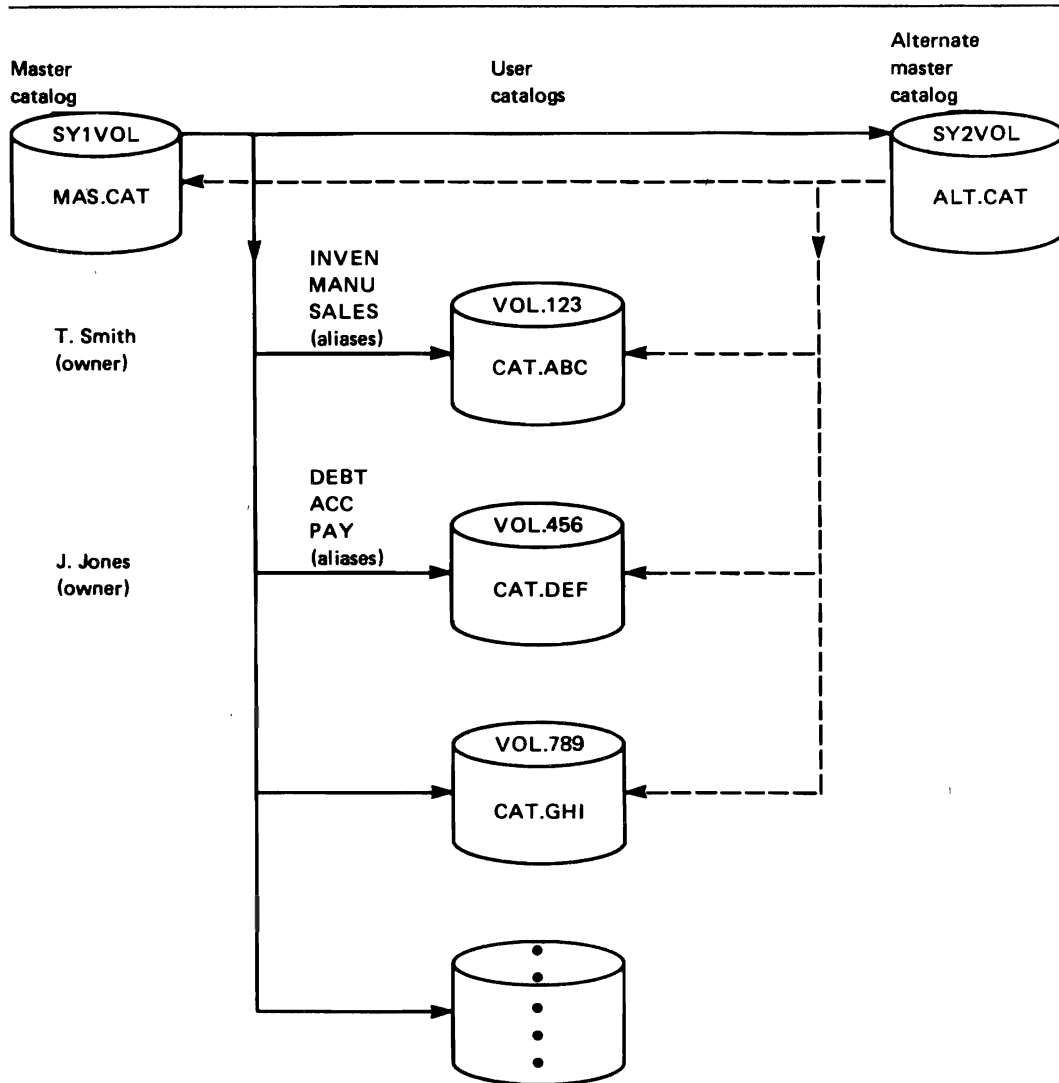 Master
catalog
User
catalogs
Alternate
master
catalog
SY1VOL
MAS.CAT
SY2VOL
ALT.CAT
T. Smith
(owner)
INVEN
MANU
SALES
(aliases)
VOL.123
CAT.ABC
J. Jones
(owner)
DEBT
ACC
PAY
(aliases)
VOL.456
CAT.DEF
VOL.789
CAT.GHI